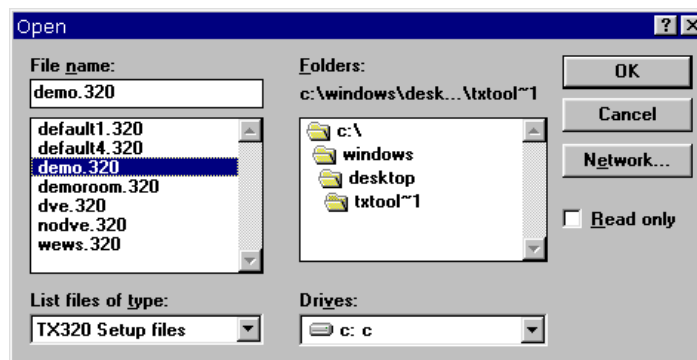 Open
File name:
demo.320
default1.320
default4.320
demo.320
demoroom.320
dve.320
nodve.320
wews.320
List files of type:
TX320 Setup files
Folders:
c:\windows\desk...\txtool~1
c:\
windows
desktop
txtool~1
Drives:
c: c
OK
Cancel
Network...
Read only